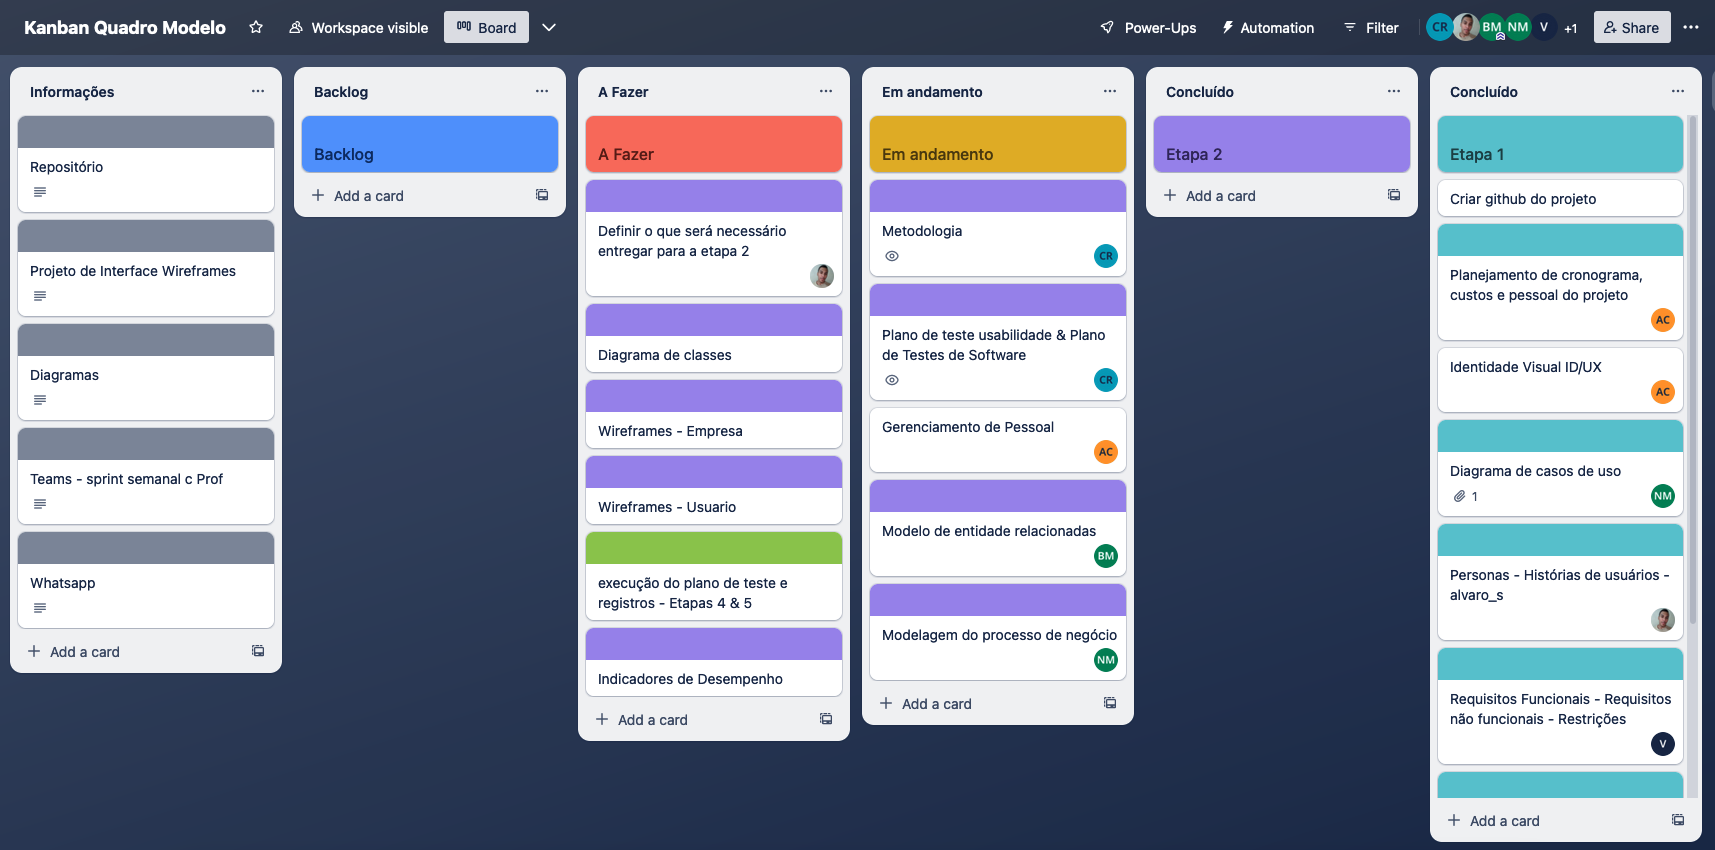 Kanban Quadro Modelo
Workspace visible
Board
Power-Ups
Automation
Filter
CR
BM
NM
V
+1
Share
Informações
Repositório
Projeto de Interface Wireframes
Diagramas
Teams - sprint semanal c Prof
Whatsapp
Add a card
Backlog
Backlog
Add a card
A Fazer
A Fazer
Definir o que será necessário
entregar para a etapa 2
Diagrama de classes
Wireframes - Empresa
Wireframes - Usuario
execução do plano de teste e
registros - Etapas 4 & 5
Indicadores de Desempenho
Add a card
Em andamento
Em andamento
Metodologia
CR
Plano de teste usabilidade & Plano
de Testes de Software
CR
Gerenciamento de Pessoal
AC
Modelo de entidade relacionadas
BM
Modelagem do processo de negócio
NM
Add a card
Concluído
Etapa 2
Add a card
Concluído
Etapa 1
Criar github do projeto
Planejamento de cronograma,
custos e pessoal do projeto
AC
Identidade Visual ID/UX
AC
Diagrama de casos de uso
1
NM
Personas - Histórias de usuários -
alvaro_s
Requisitos Funcionais - Requisitos
não funcionais - Restrições
V
Add a card